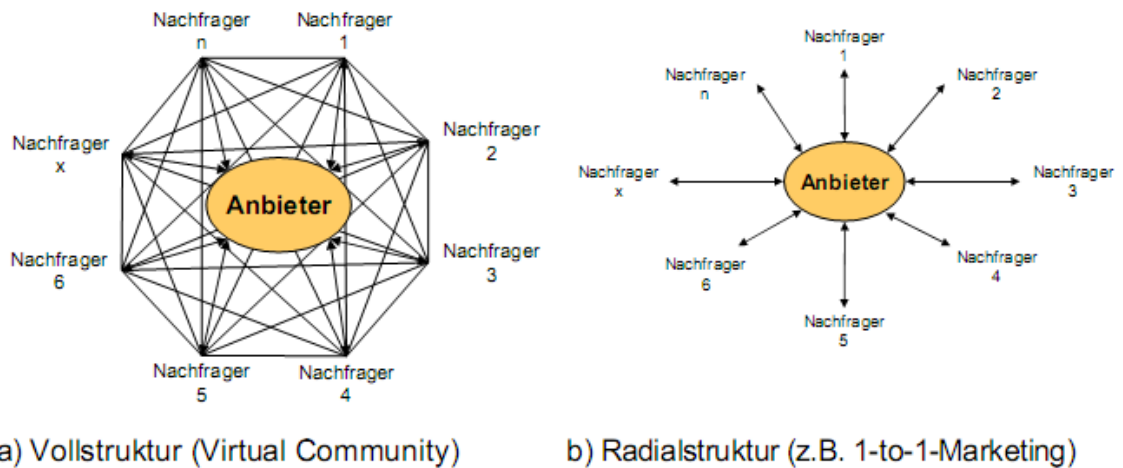 Nachfrager
n
Nachfrager
1
Nachfrager
x
Nachfrager
2
Anbieter
Nachfrager
6
Nachfrager
3
Nachfrager
5
Nachfrager
4
a) Vollstruktur (Virtual Community)
Nachfrager
1
Nachfrager
n
Nachfrager
2
Nachfrager
x
Anbieter
Nachfrager
3
Nachfrager
6
Nachfrager
4
Nachfrager
5
b) Radialstruktur (z.B. 1-to-1-Marketing)